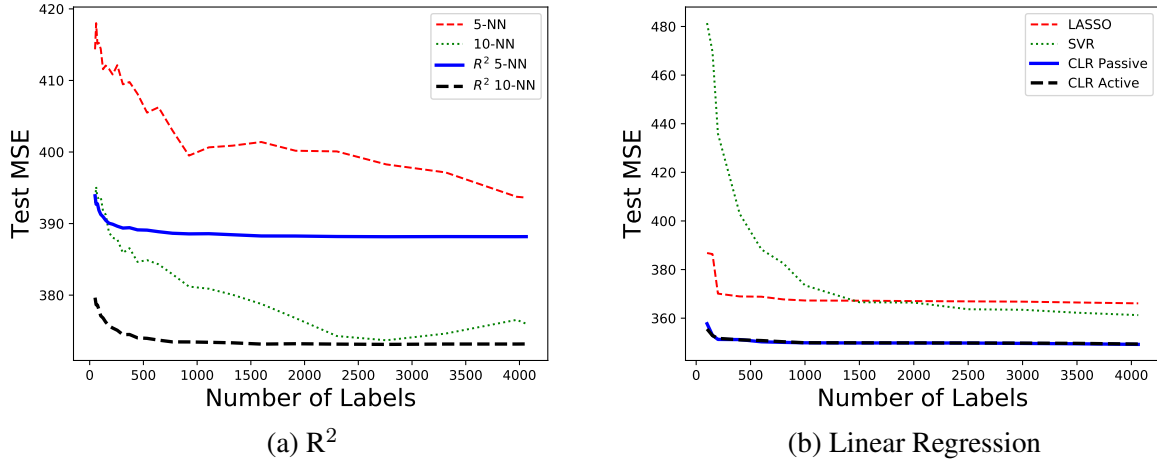 420
410
400
390
380
Test MSE
0 500 1000 1500 2000 2500 3000 3500 4000
Number of Labels
5-NN
10-NN
R² 5-NN
R² 10-NN
(a) R²
480
460
440
420
400
380
360
Test MSE
0 500 1000 1500 2000 2500 3000 3500 4000
Number of Labels
LASSO
SVR
CLR Passive
CLR Active
(b) Linear Regression